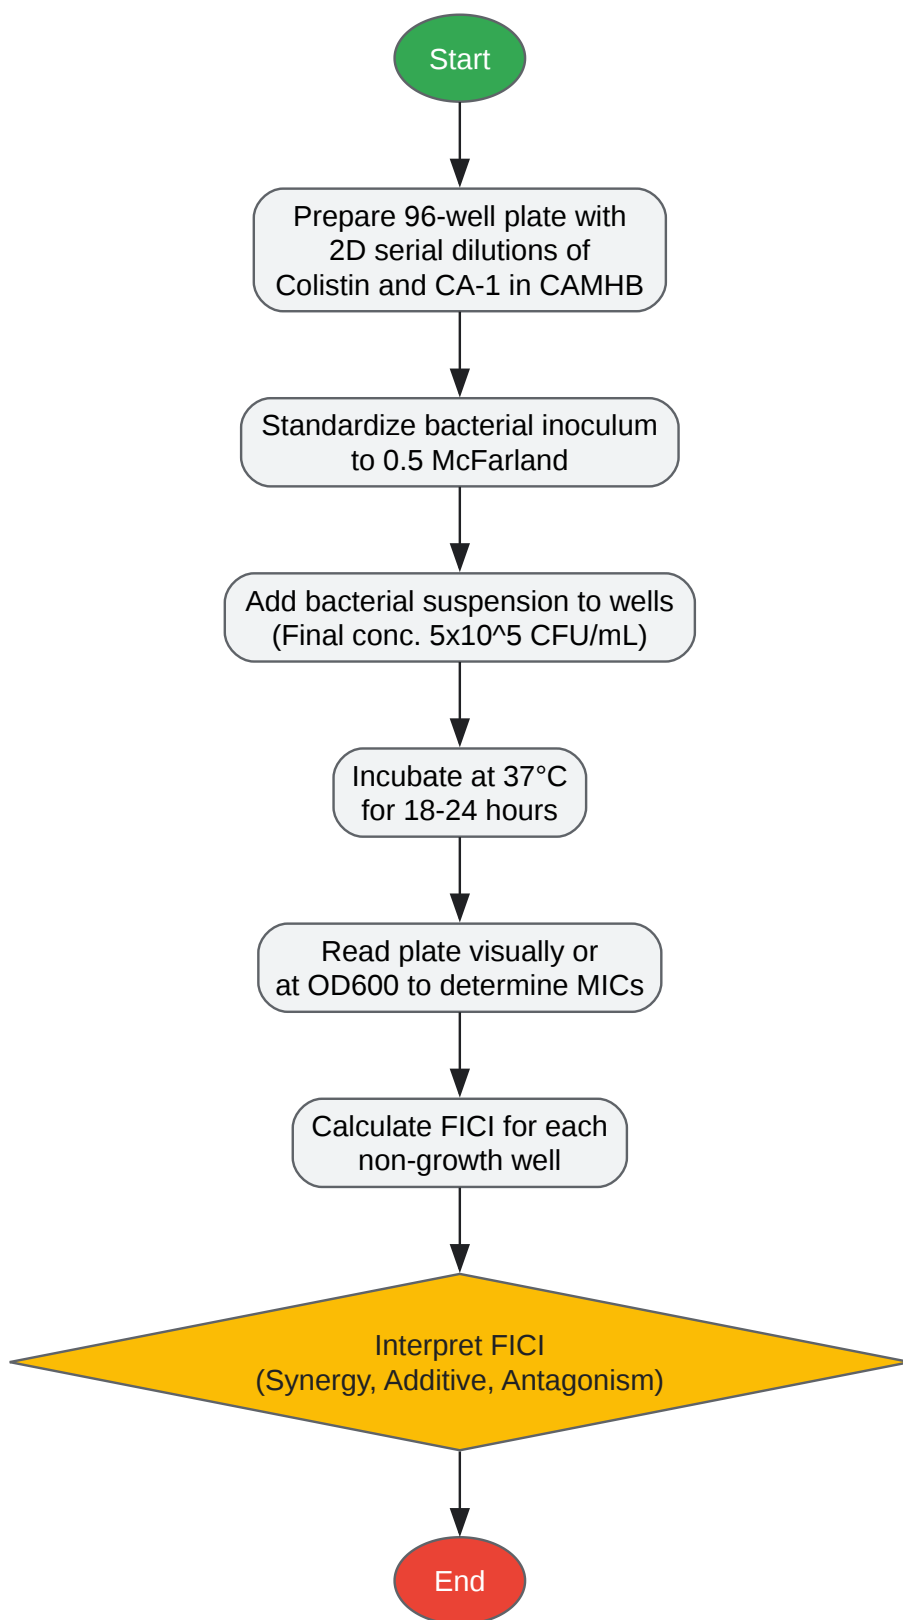 Start
Prepare 96-well plate with
2D serial dilutions of
Colistin and CA-1 in CAMHB
Standardize bacterial inoculum
to 0.5 McFarland
Add bacterial suspension to wells
(Final conc. 5x10^5 CFU/mL)
Incubate at 37°C
for 18-24 hours
Read plate visually or
at OD600 to determine MICs
Calculate FICI for each
non-growth well
Interpret FICI
(Synergy, Additive, Antagonism)
End